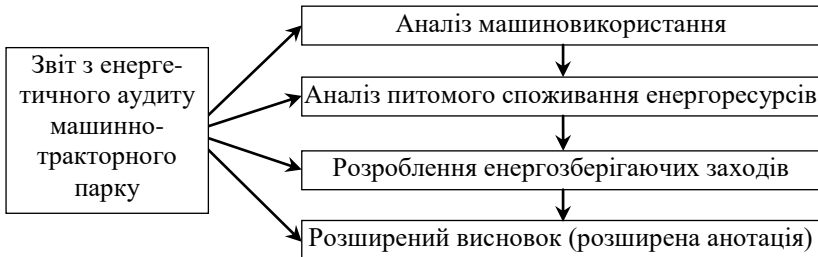 Звіт з енерге-
тичного аудиту
машинно-
тракторного
парку
Аналіз машиновикористання
Аналіз питомого споживання енергоресурсів
Розроблення енергозберігаючих заходів
Розширений висновок (розширена анотація)